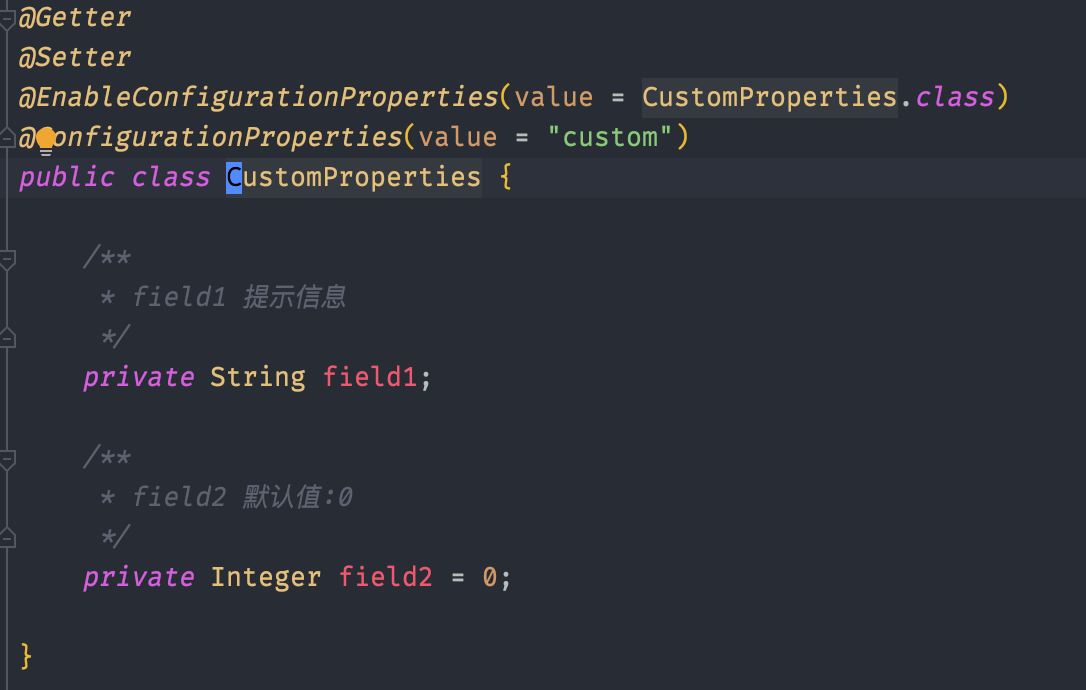 @Getter
@Setter
@EnableConfigurationProperties(value = CustomProperties.class)
@ConfigurationProperties(value = "custom")
public class CustomProperties {
/**
* field1 提示信息
*/
private String field1;
/**
* field2 默认值:0
*/
private Integer field2 = 0;
}